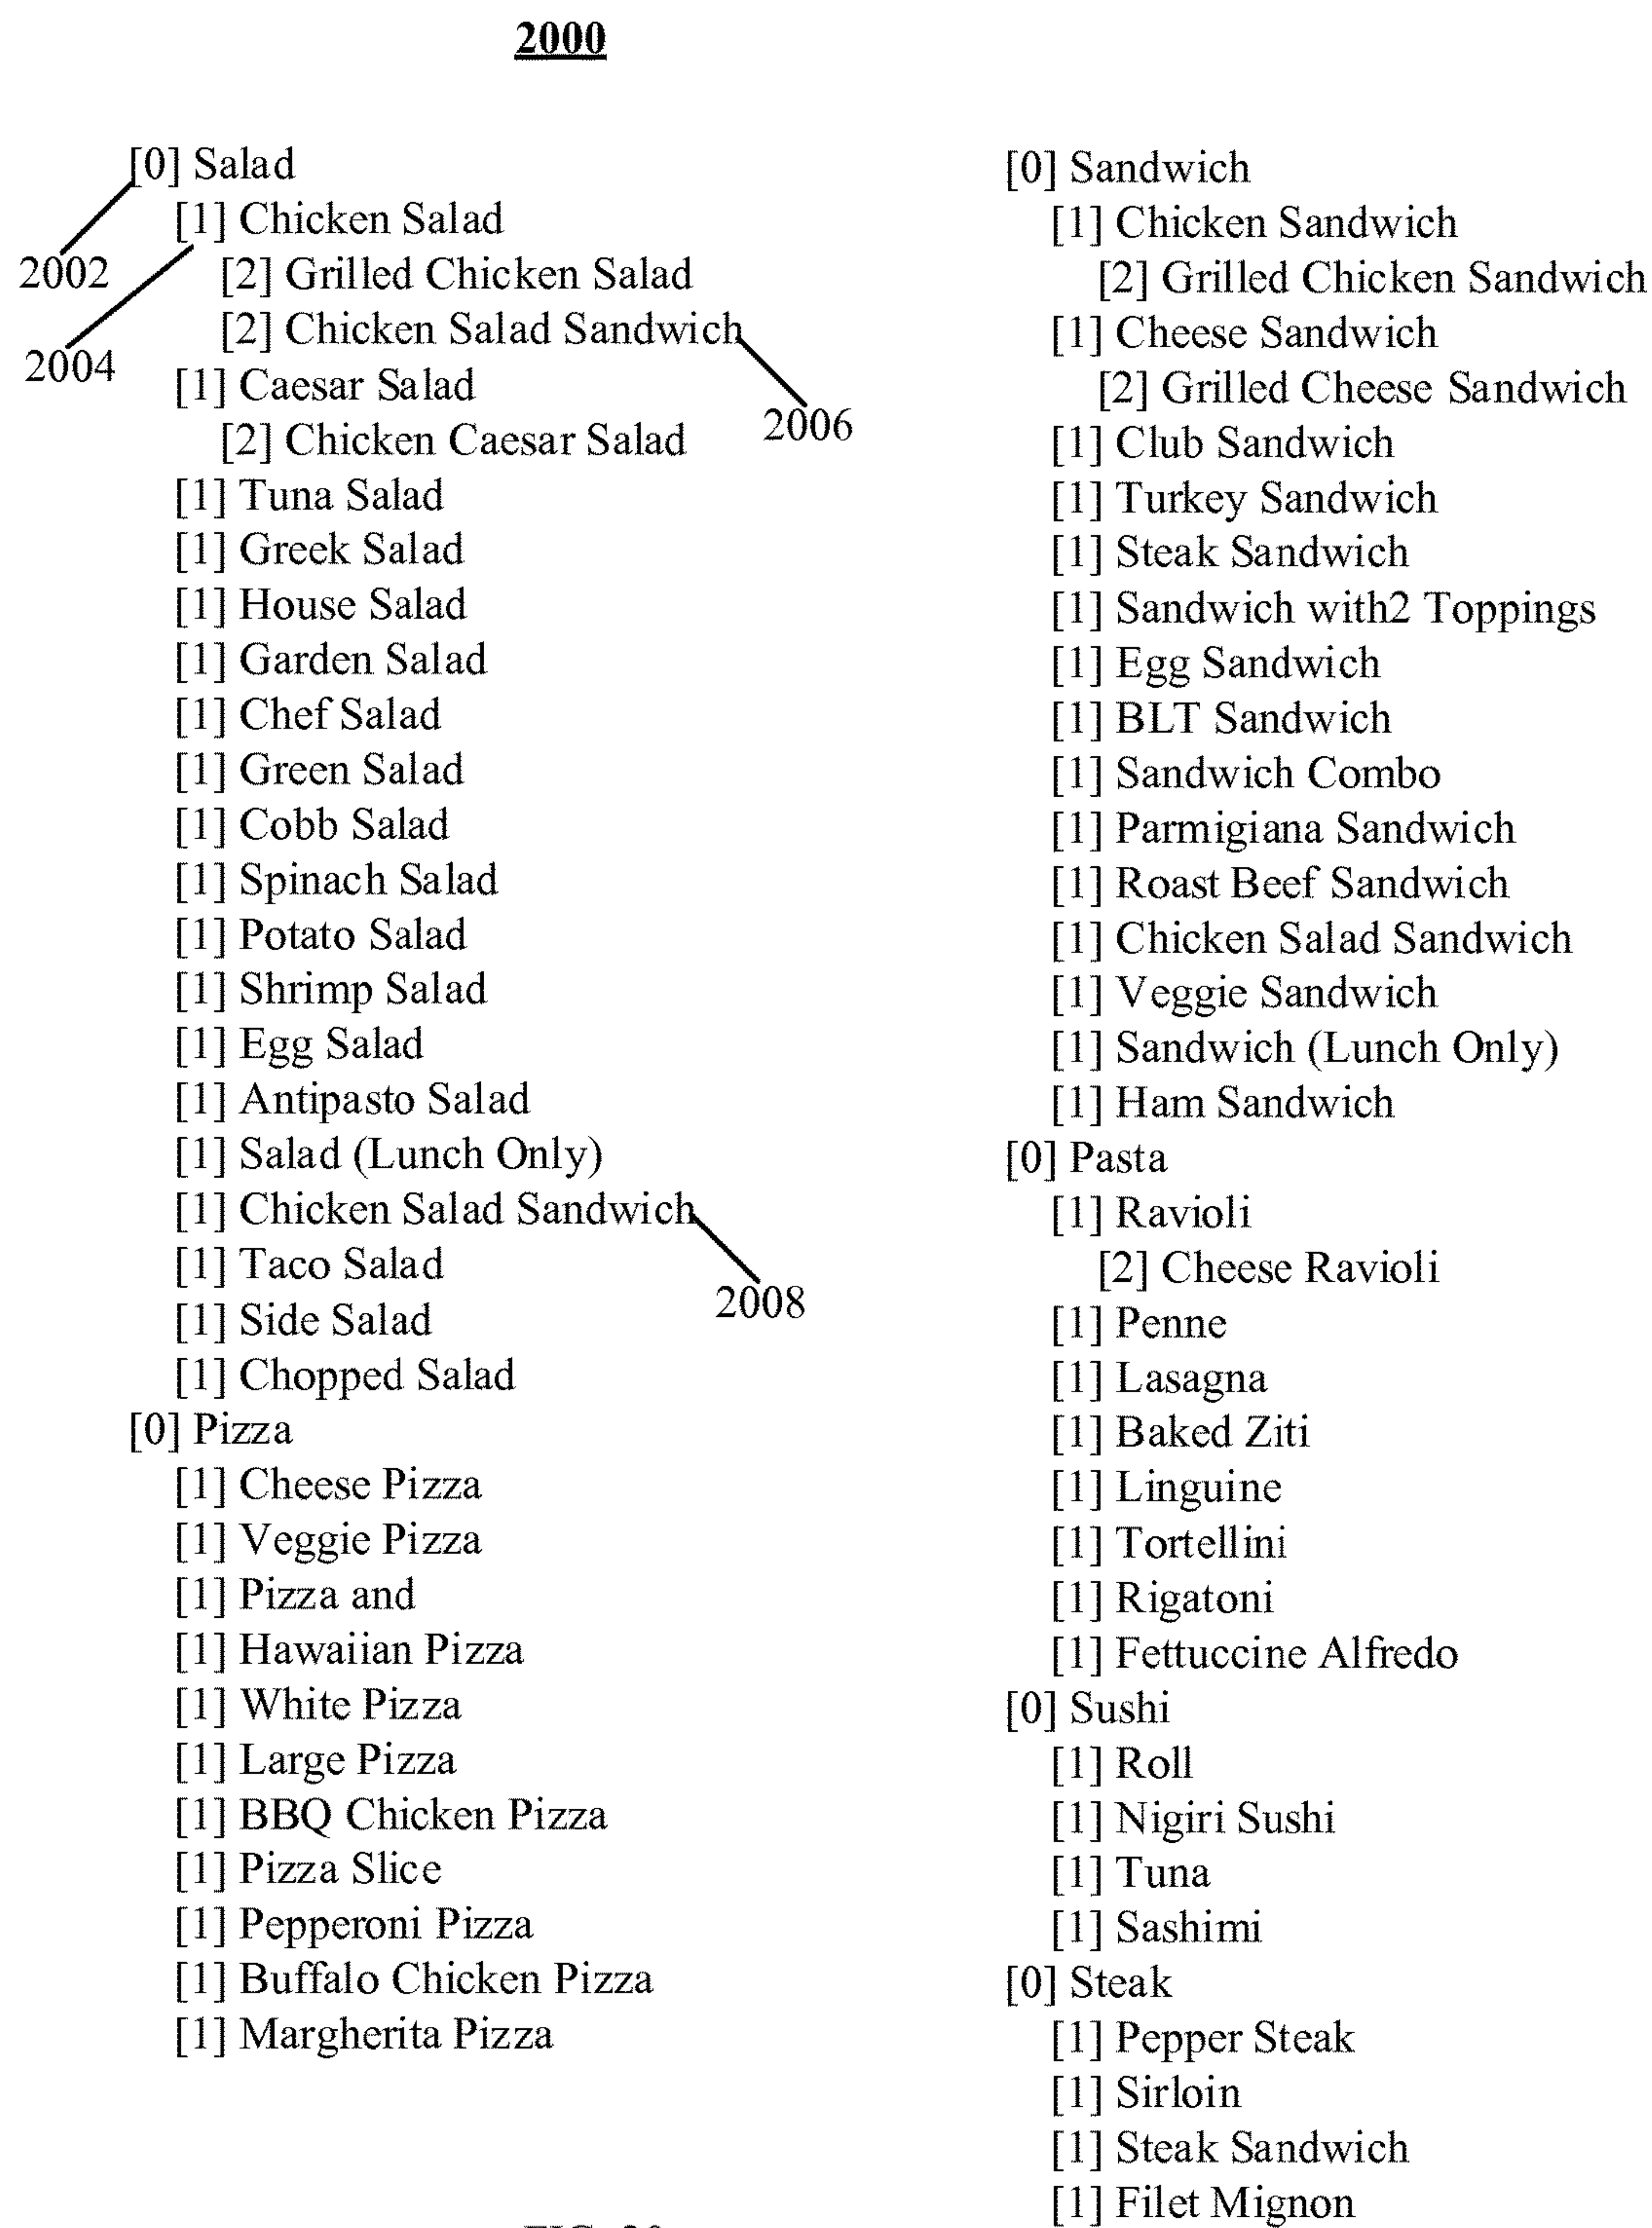 2000
[0] Salad
[1] Chicken Salad
2002
[2] Grilled Chicken Salad
[2] Chicken Salad Sandwich
2004
[1] Caesar Salad
2006
[2] Chicken Caesar Salad
[1] Tuna Salad
[1] Greek Salad
[1] House Salad
[1] Garden Salad
[1] Chef Salad
[1] Green Salad
[1] Cobb Salad
[1] Spinach Salad
[1] Potato Salad
[1] Shrimp Salad
[1] Egg Salad
[1] Antipasto Salad
[1] Salad (Lunch Only)
[1] Chicken Salad Sandwich
[1] Taco Salad
2008
[1] Side Salad
[1] Chopped Salad
[0] Pizza
[1] Cheese Pizza
[1] Veggie Pizza
[1] Pizza and
[1] Hawaiian Pizza
[1] White Pizza
[1] Large Pizza
[1] BBQ Chicken Pizza
[1] Pizza Slice
[1] Pepperoni Pizza
[1] Buffalo Chicken Pizza
[1] Margherita Pizza
[0] Sandwich
[1] Chicken Sandwich
[2] Grilled Chicken Sandwich
[1] Cheese Sandwich
[2] Grilled Cheese Sandwich
[1] Club Sandwich
[1] Turkey Sandwich
[1] Steak Sandwich
[1] Sandwich with2 Toppings
[1] Egg Sandwich
[1] BLT Sandwich
[1] Sandwich Combo
[1] Parmigiana Sandwich
[1] Roast Beef Sandwich
[1] Chicken Salad Sandwich
[1] Veggie Sandwich
[1] Sandwich (Lunch Only)
[1] Ham Sandwich
[0] Pasta
[1] Ravioli
[2] Cheese Ravioli
[1] Penne
[1] Lasagna
[1] Baked Ziti
[1] Linguine
[1] Tortellini
[1] Rigatoni
[1] Fettuccine Alfredo
[0] Sushi
[1] Roll
[1] Nigiri Sushi
[1] Tuna
[1] Sashimi
[0] Steak
[1] Pepper Steak
[1] Sirloin
[1] Steak Sandwich
[1] Filet Mignon